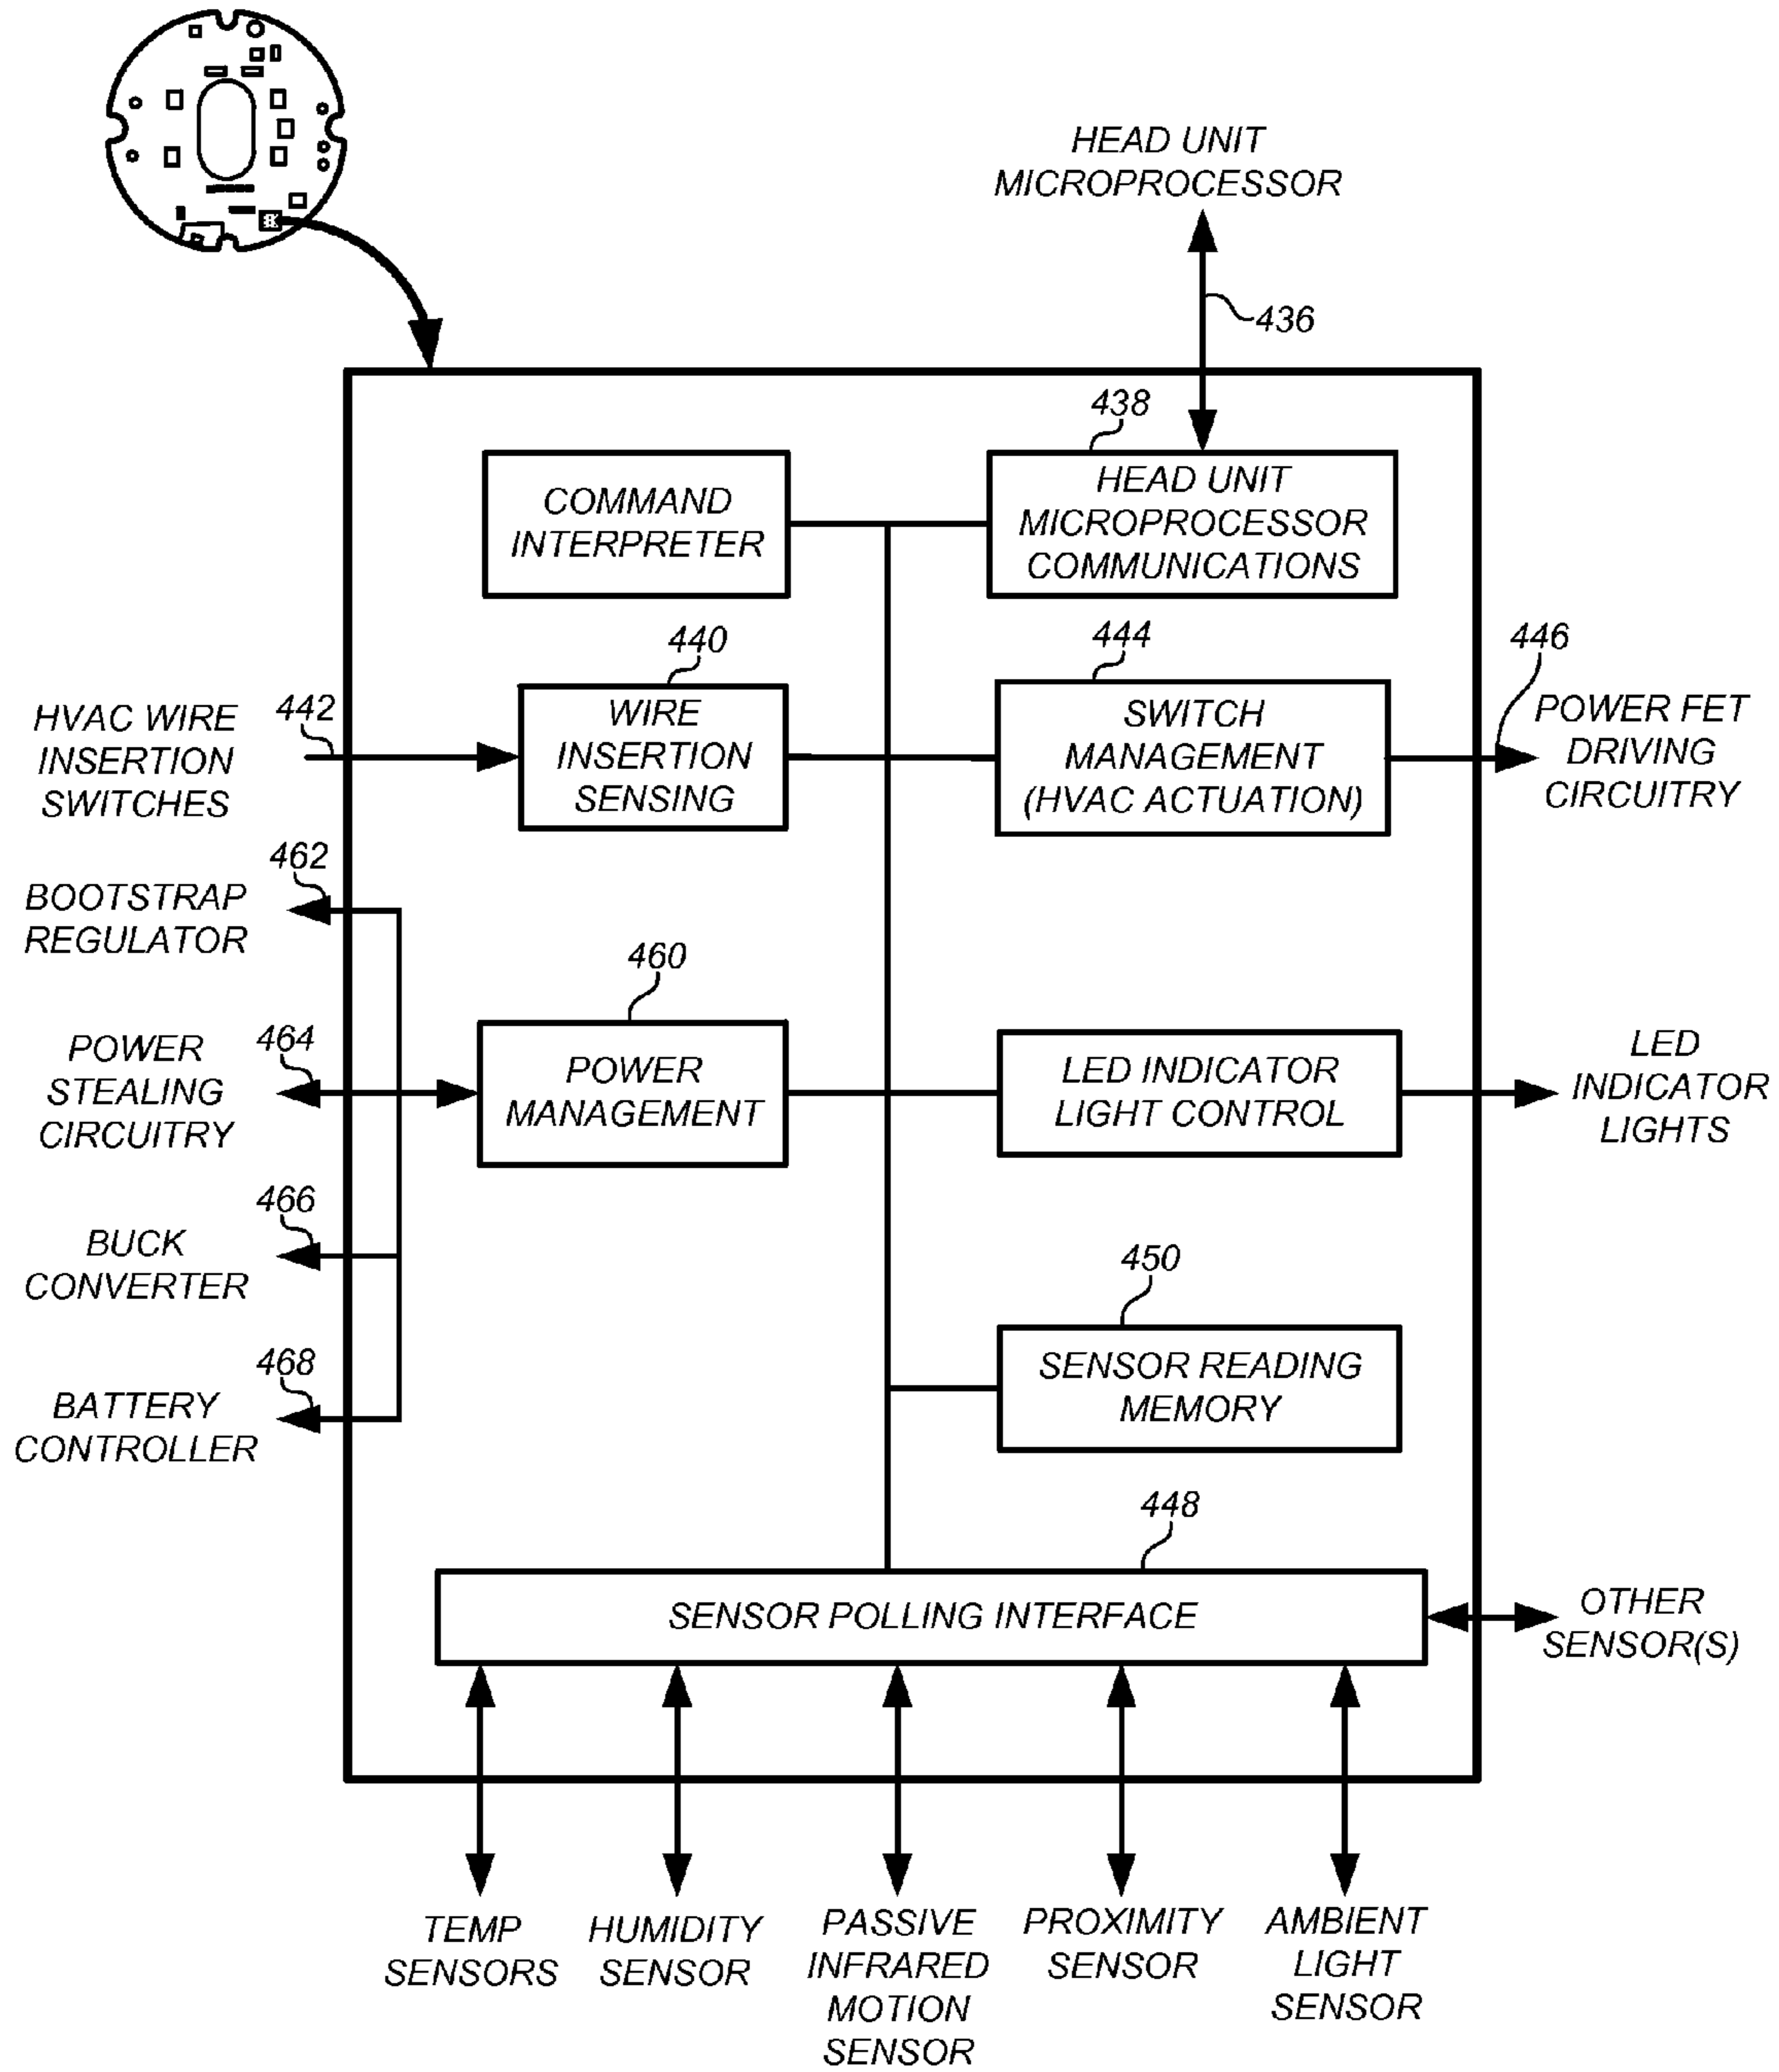 HEAD UNIT
MICROPROCESSOR
436
438
COMMAND
INTERPRETER
HEAD UNIT
MICROPROCESSOR
COMMUNICATIONS
440
444
446
HVAC WIRE
INSERTION
SWITCHES
442
WIRE
INSERTION
SENSING
SWITCH
MANAGEMENT
(HVAC ACTUATION)
POWER FET
DRIVING
CIRCUITRY
462
BOOTSTRAP
REGULATOR
460
464
POWER
STEALING
CIRCUITRY
POWER
MANAGEMENT
LED INDICATOR
LIGHT CONTROL
LED
INDICATOR
LIGHTS
466
BUCK
CONVERTER
450
468
BATTERY
CONTROLLER
SENSOR READING
MEMORY
448
SENSOR POLLING INTERFACE
OTHER
SENSOR(S)
TEMP
SENSORS
HUMIDITY
SENSOR
PASSIVE
INFRARED
MOTION
SENSOR
PROXIMITY
SENSOR
AMBIENT
LIGHT
SENSOR